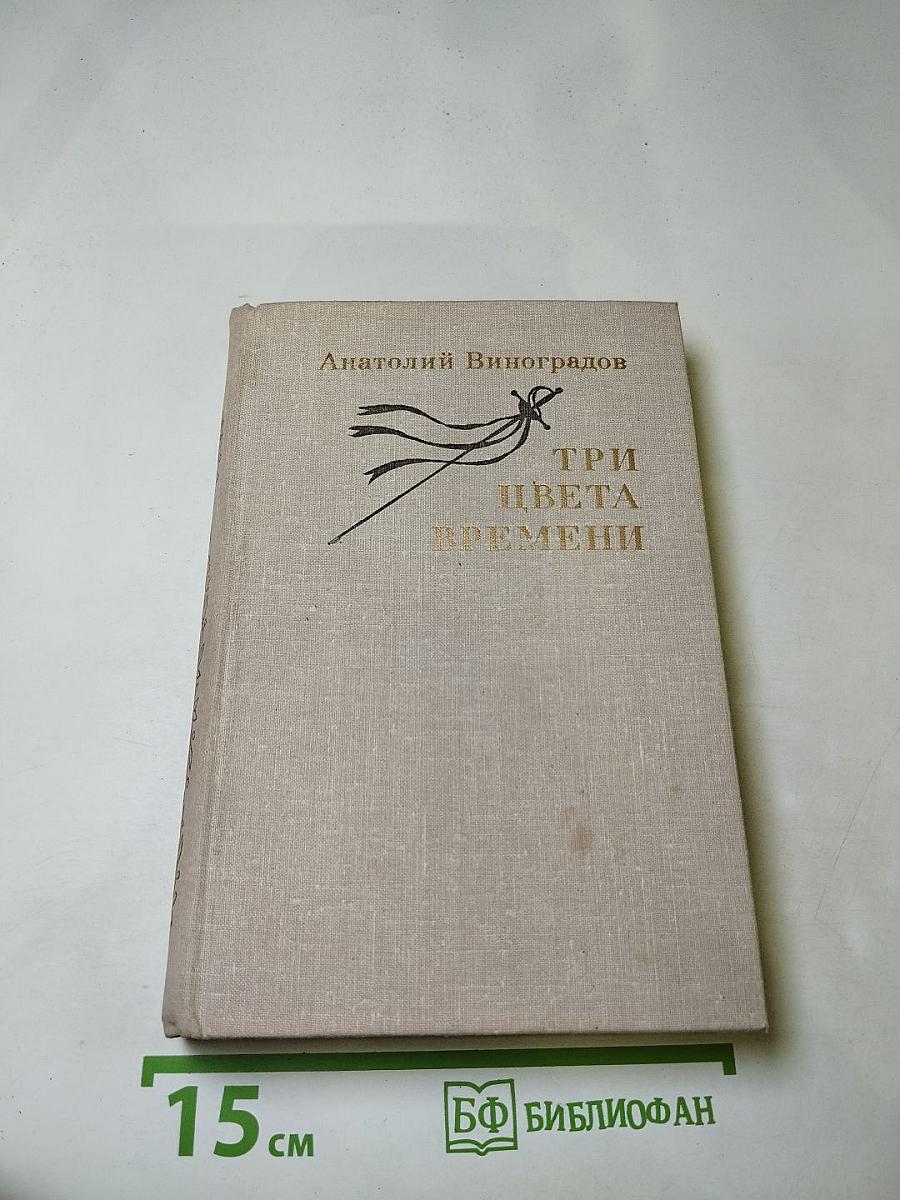 Анатолий Виноградов
ТРИ
ЦВЕТА
ВРЕМЕНИ
15 см
БФ БИБЛИОФАН